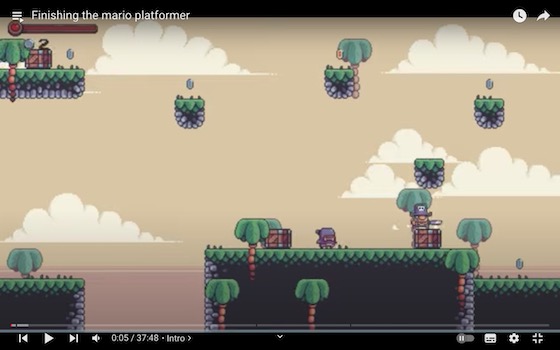 Finishing the mario platformer
2
0:05 / 37:48 • Intro ›